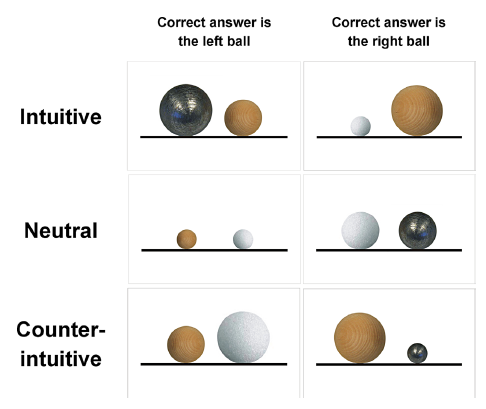 Correct answer is
the left ball
Correct answer is
the right ball
Intuitive
Neutral
Counter-
intuitive